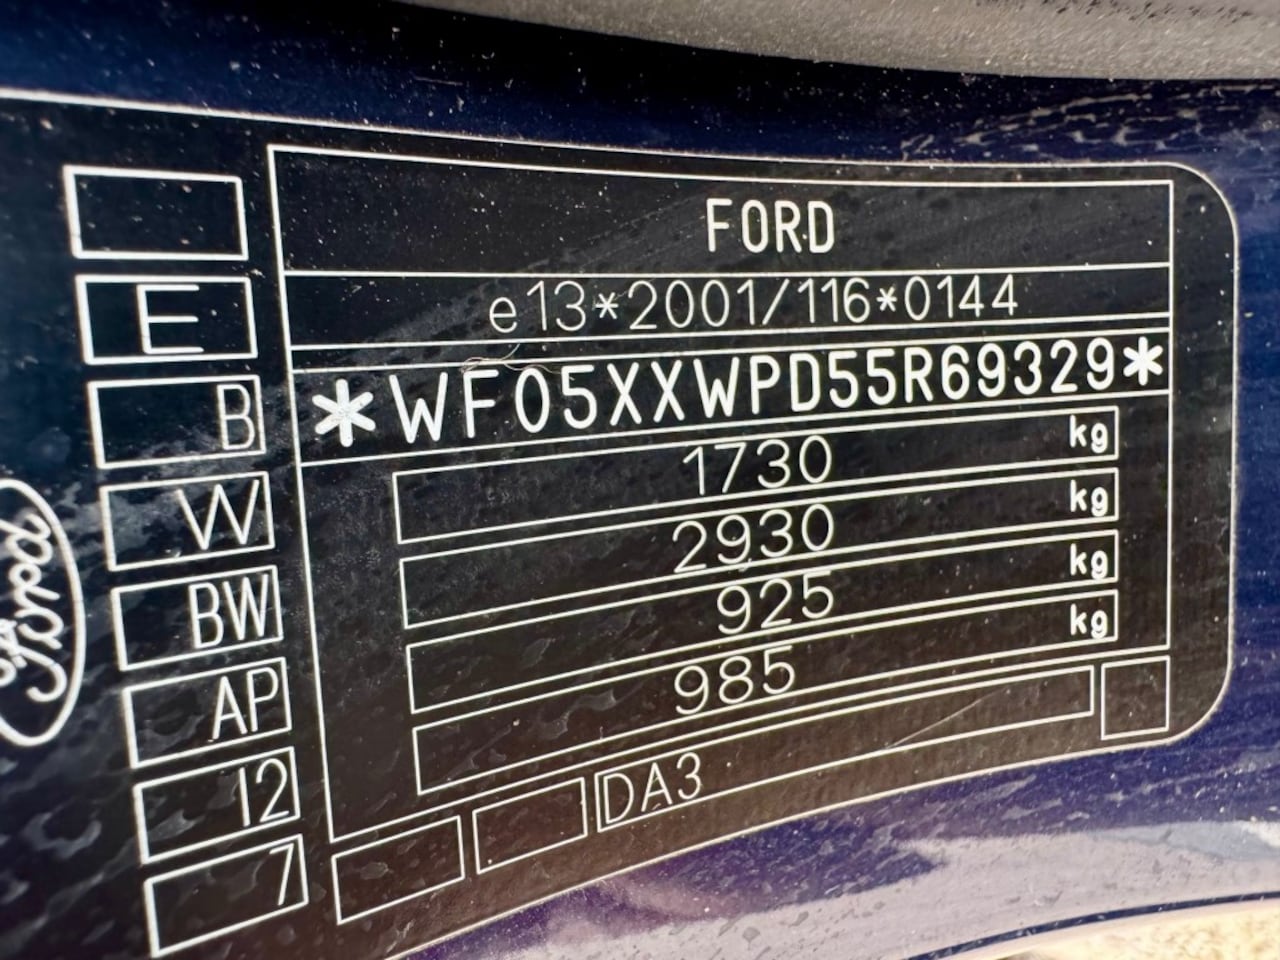 FORD
e13*2001/116*0144
*WF05XXWPD55R69329*
1730 kg
2930 kg
925 kg
985 kg
DA3
E
B
W
BW
AP
12
7
Ford